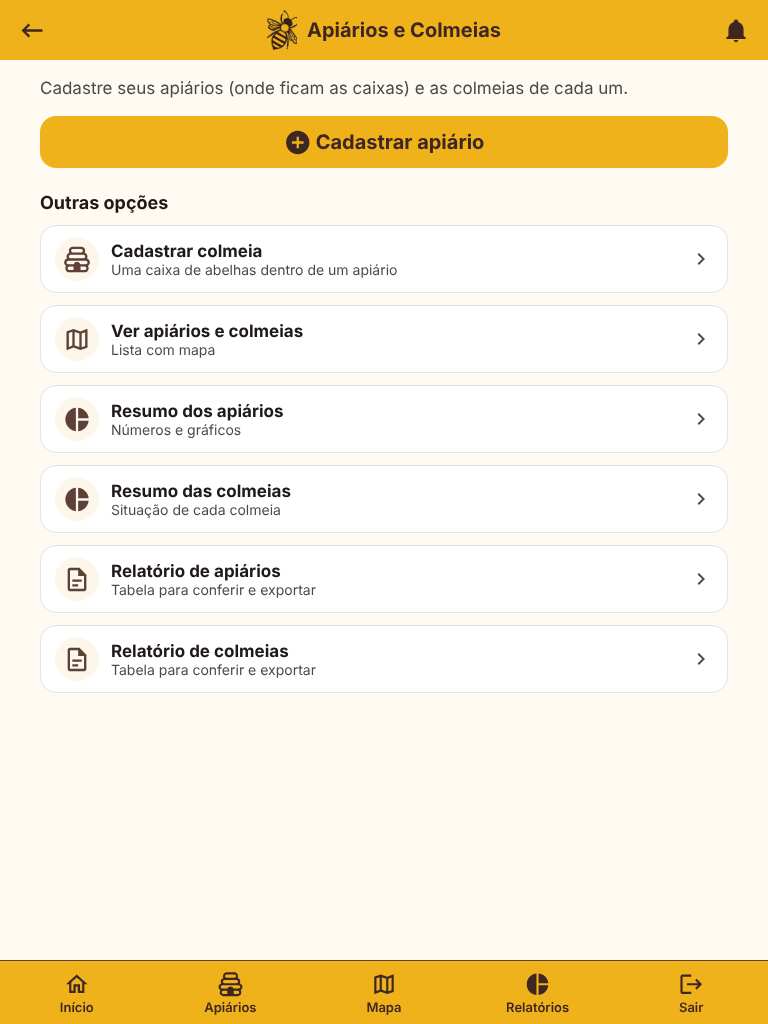 Apiários e Colmeias
Cadastre seus apiários (onde ficam as caixas) e as colmeias de cada um.
Cadastrar apiário
Outras opções
Cadastrar colmeia
Uma caixa de abelhas dentro de um apiário
Ver apiários e colmeias
Lista com mapa
Resumo dos apiários
Números e gráficos
Resumo das colmeias
Situação de cada colmeia
Relatório de apiários
Tabela para conferir e exportar
Relatório de colmeias
Tabela para conferir e exportar
Início
Apiários
Mapa
Relatórios
Sair